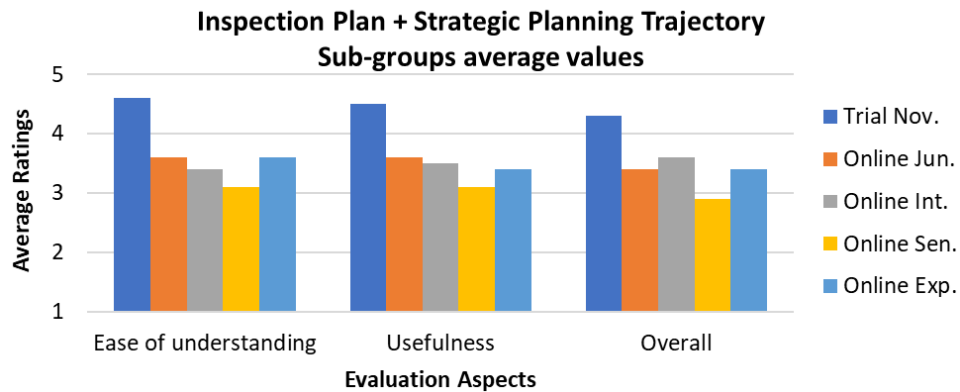 Inspection Plan + Strategic Planning Trajectory
Sub-groups average values
5
4
3
2
1
Average Ratings
Ease of understanding
Usefulness
Overall
Evaluation Aspects
Trial Nov.
Online Jun.
Online Int.
Online Sen.
Online Exp.